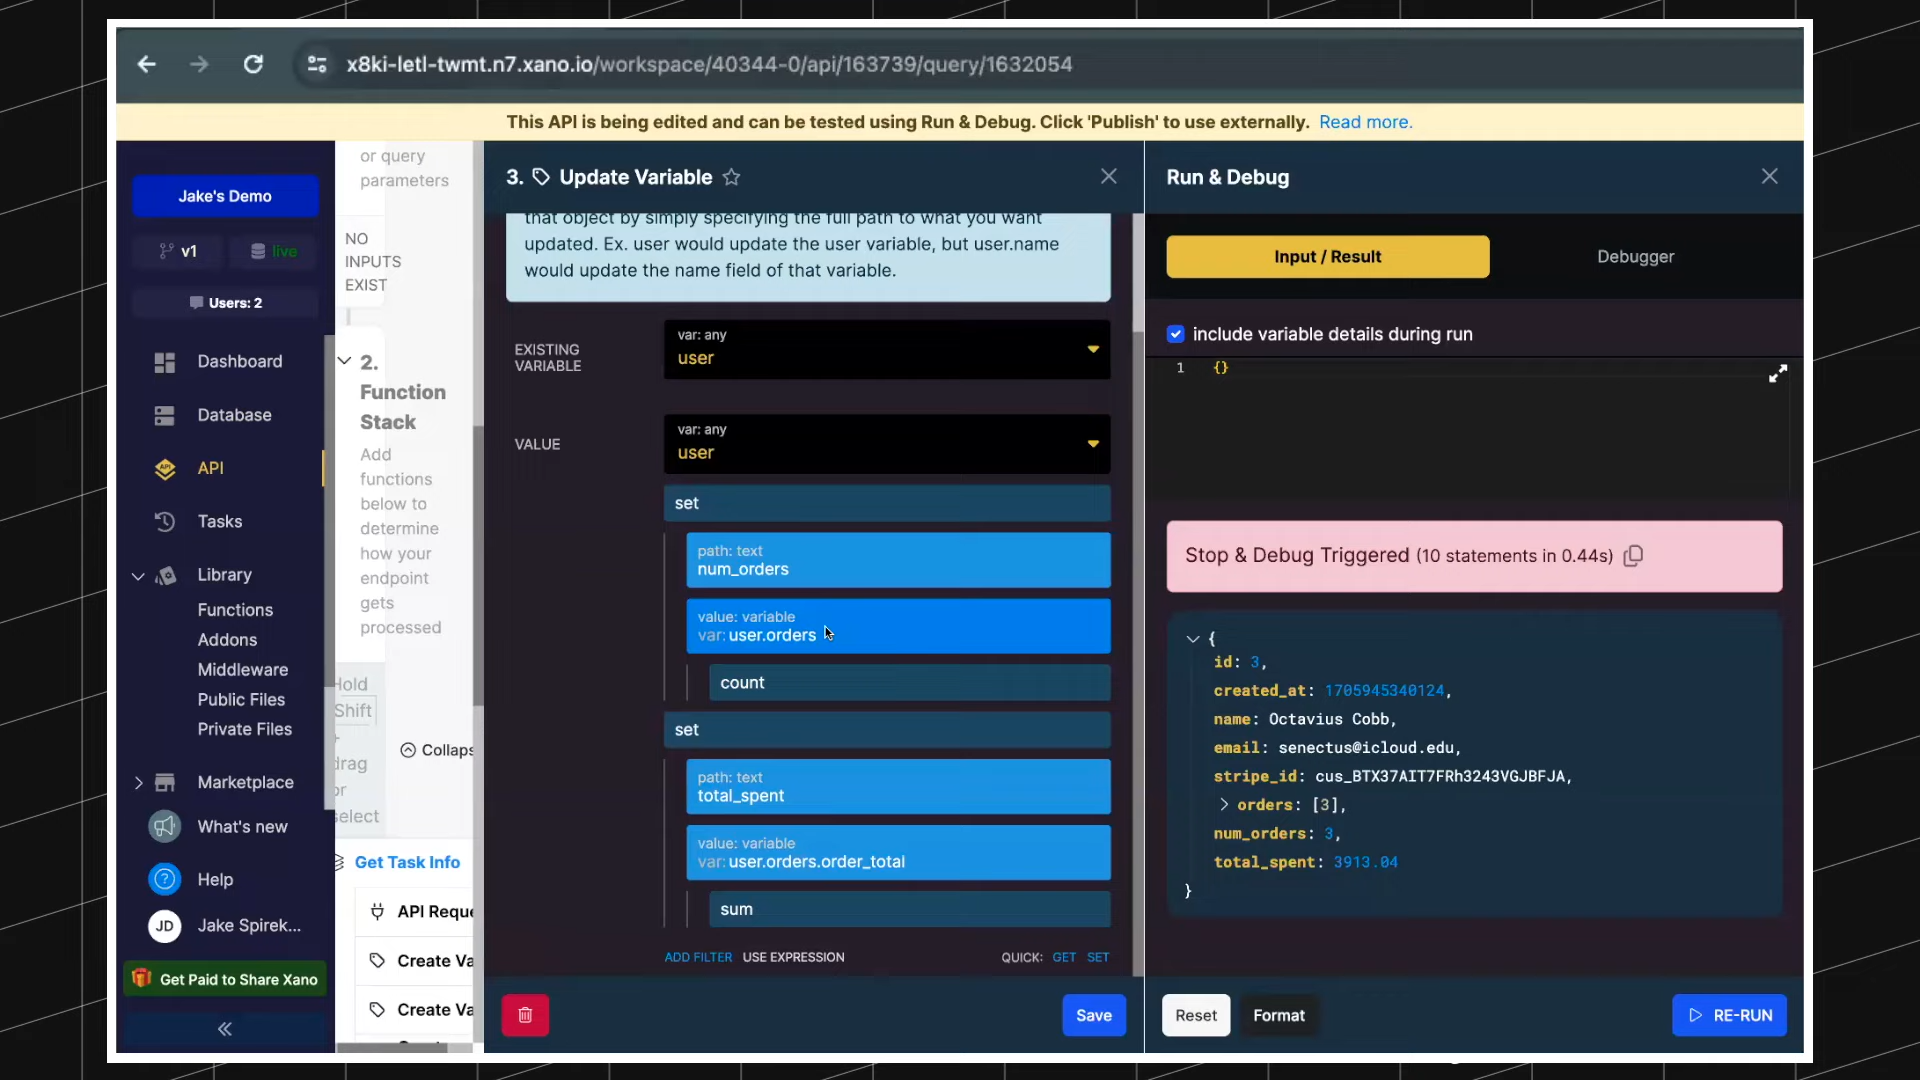 x8ki-letl-twmt.n7.xano.io/workspace/40344-0/api/163739/query/1632054
This API is being edited and can be tested using Run & Debug. Click 'Publish' to use externally. Read more.
Jake's Demo
v1
live
Users: 2
Dashboard
Database
API
Tasks
Library
Functions
Addons
Middleware
Public Files
Private Files
Marketplace
What's new
Help
JD
Jake Spirek...
Get Paid to Share Xano
or query
parameters
NO
INPUTS
EXIST
2.
Function
Stack
Add
functions
below to
determine
how your
endpoint
gets
processed
Hold
Shift
+
drag
or
select
Collaps
Get Task Info
API Reque
Create Va
Create Va
3. Update Variable
that object by simply specifying the full path to what you want
updated. Ex. user would update the user variable, but user.name
would update the name field of that variable.
EXISTING
VARIABLE
var: any
user
VALUE
var: any
user
set
path: text
num_orders
value: variable
var: user.orders
count
set
path: text
total_spent
value: variable
var: user.orders.order_total
sum
ADD FILTER USE EXPRESSION QUICK: GET SET
Save
Run & Debug
Input / Result
Debugger
include variable details during run
1 {}
Stop & Debug Triggered (10 statements in 0.44s)
{
id: 3,
created_at: 1705945340124,
name: Octavius Cobb,
email: senectus@icloud.edu,
stripe_id: cus_BTX37AIT7FRh3243VGJBFJA,
orders: [3],
num_orders: 3,
total_spent: 3913.04
}
Reset
Format
RE-RUN